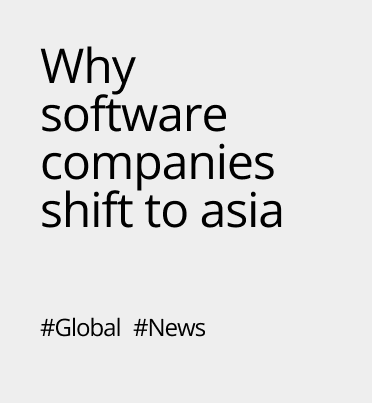 Why
software
companies
shift to asia
#Global #News